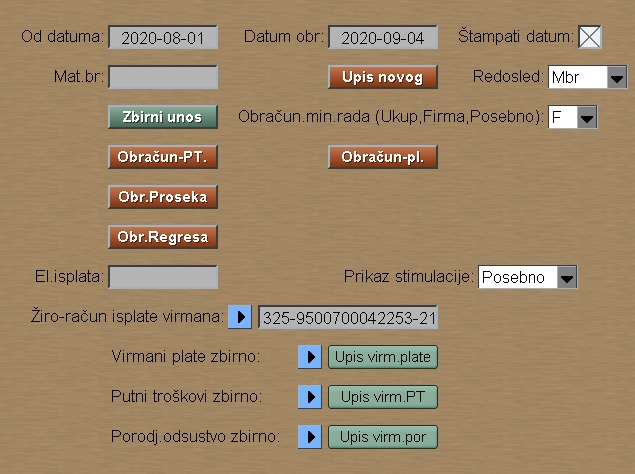 Od datuma: 2020-08-01 Datum obr: 2020-09-04 Štampati datum:
Mat.br: Upis novog Redosled: Mbr
Zbirni unos Obračun.min.rada (Ukup,Firma,Posebno): F
Obračun-PT. Obračun-pl.
Obr.Proseka
Obr.Regresa
El.isplata: Prikaz stimulacije: Posebno
Žiro-račun isplate virmana: 325-9500700042253-21
Virmani plate zbirno: Upis virm.plate
Putni troškovi zbirno: Upis virm.PT
Porodj.odsustvo zbirno: Upis virm.por